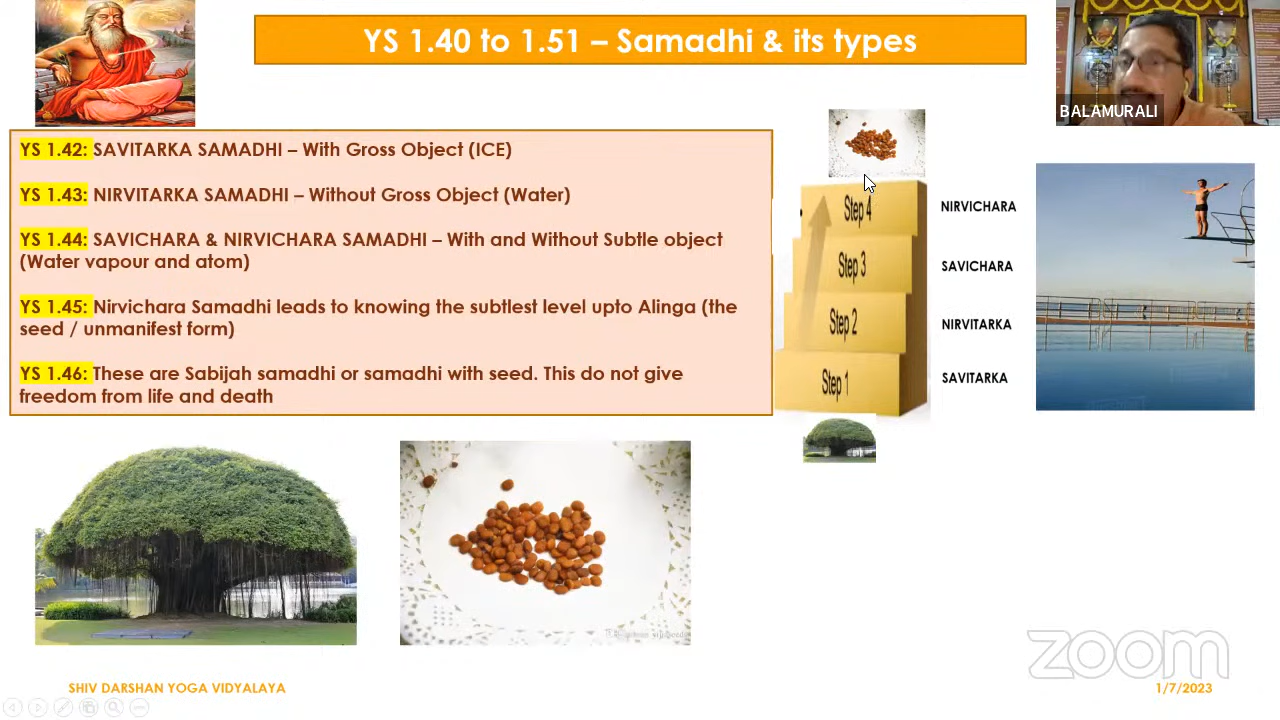 YS 1.40 to 1.51 – Samadhi & its types
BALAMURALI
YS 1.42: SAVITARKA SAMADHI – With Gross Object (ICE)
YS 1.43: NIRVITARKA SAMADHI – Without Gross Object (Water)
YS 1.44: SAVICHARA & NIRVICHARA SAMADHI – With and Without Subtle object
(Water vapour and atom)
YS 1.45: Nirvichara Samadhi leads to knowing the subtlest level upto Alinga (the
seed / unmanifest form)
YS 1.46: These are Sabijah samadhi or samadhi with seed. This do not give
freedom from life and death
Step 4
NIRVICHARA
Step 3
SAVICHARA
Step 2
NIRVITARKA
Step 1
SAVITARKA
zoom
SHIV DARSHAN YOGA VIDYALAYA
1/7/2023